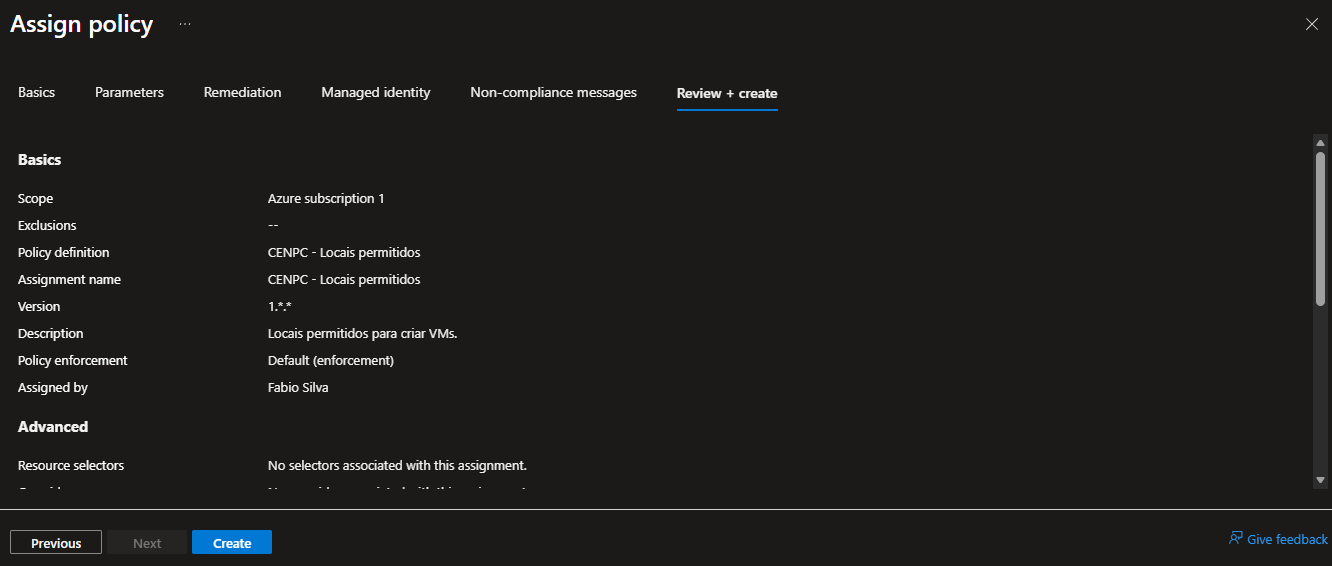 Assign policy ...
Basics Parameters Remediation Managed identity Non-compliance messages Review + create
Basics
Scope Azure subscription 1
Exclusions --
Policy definition CENPC - Locais permitidos
Assignment name CENPC - Locais permitidos
Version 1.*.*
Description Locais permitidos para criar VMs.
Policy enforcement Default (enforcement)
Assigned by Fabio Silva
Advanced
Resource selectors No selectors associated with this assignment.
Previous Next Create Give feedback